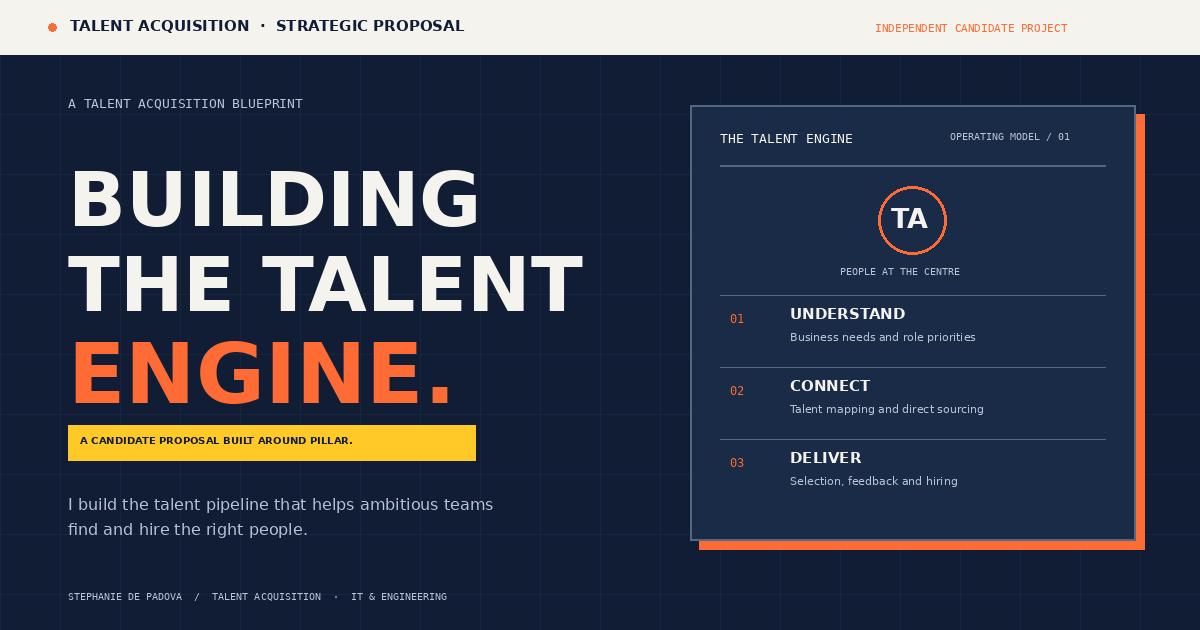 TALENT ACQUISITION · STRATEGIC PROPOSAL
INDEPENDENT CANDIDATE PROJECT
A TALENT ACQUISITION BLUEPRINT
BUILDING
THE TALENT
ENGINE.
A CANDIDATE PROPOSAL BUILT AROUND PILLAR.
I build the talent pipeline that helps ambitious teams
find and hire the right people.
STEPHANIE DE PADOVA / TALENT ACQUISITION · IT & ENGINEERING
THE TALENT ENGINE
OPERATING MODEL / 01
TA
PEOPLE AT THE CENTRE
01
UNDERSTAND
Business needs and role priorities
02
CONNECT
Talent mapping and direct sourcing
03
DELIVER
Selection, feedback and hiring